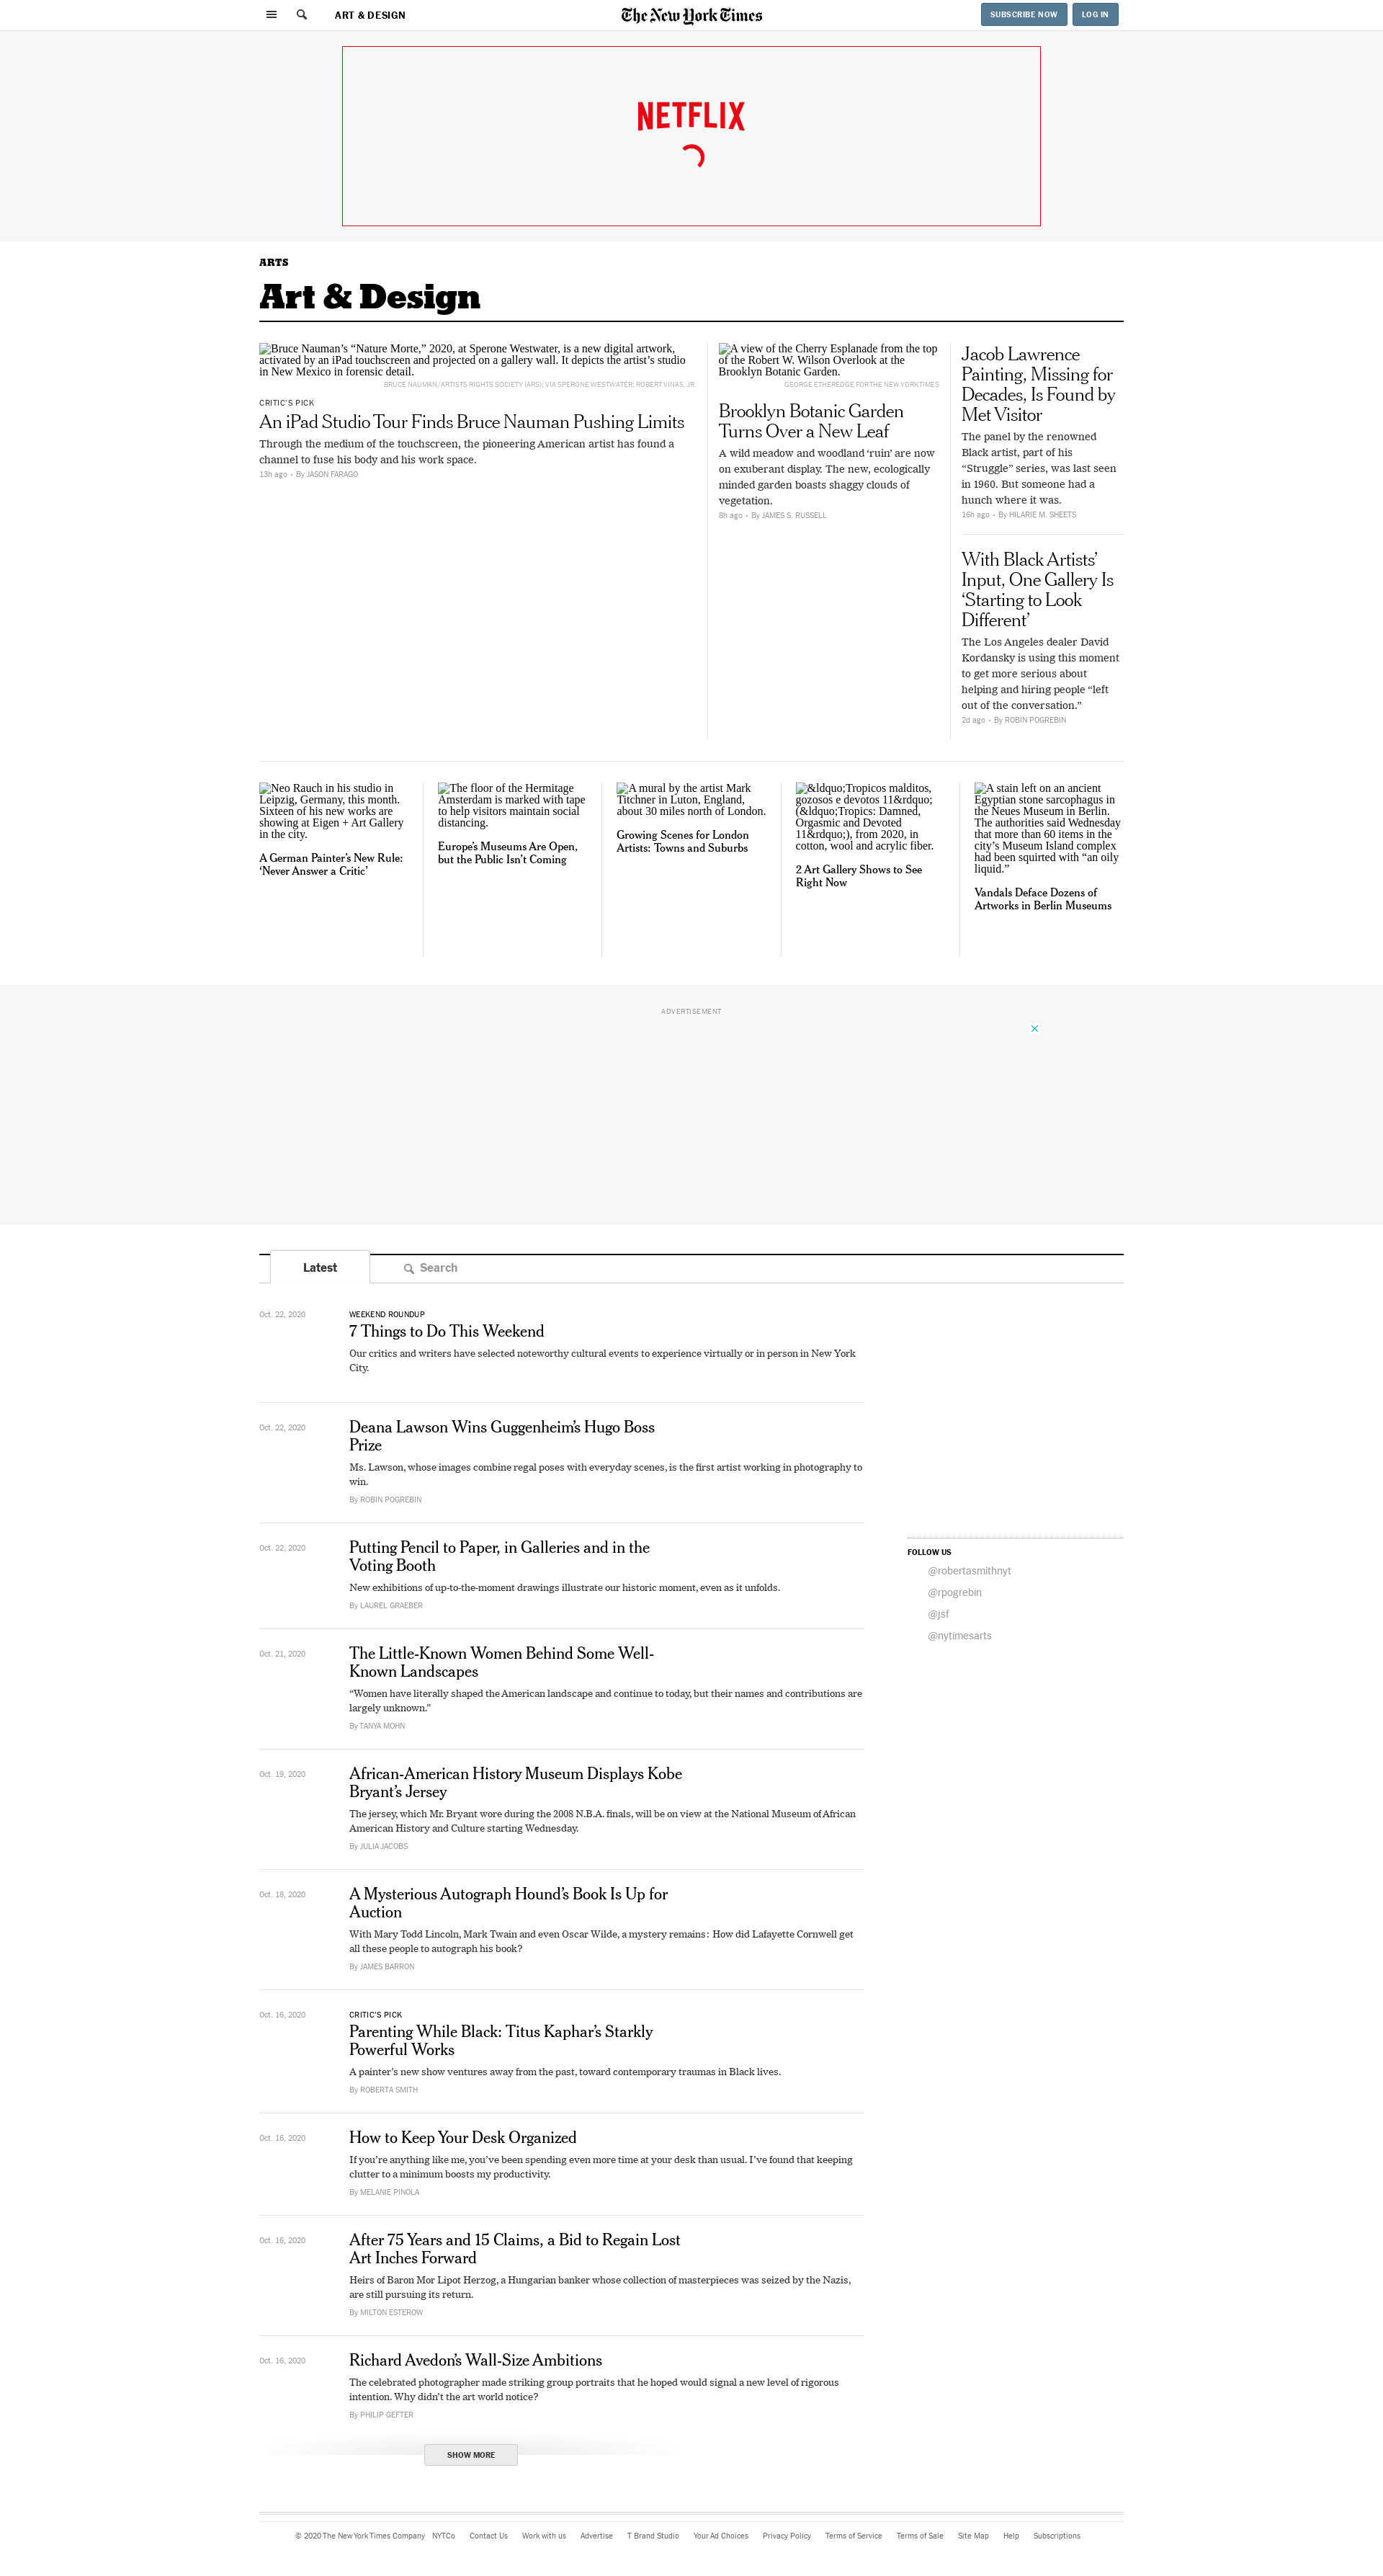 ART & DESIGN
The New York Times
SUBSCRIBE NOW
LOG IN
NETFLIX
ARTS
Art & Design
Bruce Nauman’s “Nature Morte,” 2020, at Sperone Westwater, is a new digital artwork,
activated by an iPad touchscreen and projected on a gallery wall. It depicts the artist’s studio
in New Mexico in forensic detail.
BRUCE NAUMAN/ARTISTS RIGHTS SOCIETY (ARS); VIA SPERONE WESTWATER; ROBERT VINAS, JR.
CRITIC’S PICK
An iPad Studio Tour Finds Bruce Nauman Pushing Limits
Through the medium of the touchscreen, the pioneering American artist has found a
channel to fuse his body and his work space.
13h ago • By JASON FARAGO
A view of the Cherry Esplanade from the top
of the Robert W. Wilson Overlook at the
Brooklyn Botanic Garden.
GEORGE ETHEREDGE FOR THE NEW YORK TIMES
Brooklyn Botanic Garden
Turns Over a New Leaf
A wild meadow and woodland ‘ruin’ are now
on exuberant display. The new, ecologically
minded garden boasts shaggy clouds of
vegetation.
8h ago • By JAMES S. RUSSELL
Jacob Lawrence
Painting, Missing for
Decades, Is Found by
Met Visitor
The panel by the renowned
Black artist, part of his
“Struggle” series, was last seen
in 1960. But someone had a
hunch where it was.
16h ago • By HILARIE M. SHEETS
With Black Artists’
Input, One Gallery Is
‘Starting to Look
Different’
The Los Angeles dealer David
Kordansky is using this moment
to get more serious about
helping and hiring people “left
out of the conversation.”
2d ago • By ROBIN POGREBIN
Neo Rauch in his studio in
Leipzig, Germany, this month.
Sixteen of his new works are
showing at Eigen + Art Gallery
in the city.
A German Painter’s New Rule:
‘Never Answer a Critic’
The floor of the Hermitage
Amsterdam is marked with tape
to help visitors maintain social
distancing.
Europe’s Museums Are Open,
but the Public Isn’t Coming
A mural by the artist Mark
Titchner in Luton, England,
about 30 miles north of London.
Growing Scenes for London
Artists: Towns and Suburbs
&ldquo;Tropicos malditos,
gozosos e devotos 11&rdquo;
(&ldquo;Tropics: Damned,
Orgasmic and Devoted
11&rdquo;), from 2020, in
cotton, wool and acrylic fiber.
2 Art Gallery Shows to See
Right Now
A stain left on an ancient
Egyptian stone sarcophagus in
the Neues Museum in Berlin.
The authorities said Wednesday
that more than 60 items in the
city’s Museum Island complex
had been squirted with “an oily
liquid.”
Vandals Deface Dozens of
Artworks in Berlin Museums
ADVERTISEMENT
Latest
Search
Oct. 22, 2020
WEEKEND ROUNDUP
7 Things to Do This Weekend
Our critics and writers have selected noteworthy cultural events to experience virtually or in person in New York
City.
Oct. 22, 2020
Deana Lawson Wins Guggenheim’s Hugo Boss
Prize
Ms. Lawson, whose images combine regal poses with everyday scenes, is the first artist working in photography to
win.
By ROBIN POGREBIN
Oct. 22, 2020
Putting Pencil to Paper, in Galleries and in the
Voting Booth
New exhibitions of up-to-the-moment drawings illustrate our historic moment, even as it unfolds.
By LAUREL GRAEBER
Oct. 21, 2020
The Little-Known Women Behind Some Well-
Known Landscapes
“Women have literally shaped the American landscape and continue to today, but their names and contributions are
largely unknown.”
By TANYA MOHN
Oct. 19, 2020
African-American History Museum Displays Kobe
Bryant’s Jersey
The jersey, which Mr. Bryant wore during the 2008 N.B.A. finals, will be on view at the National Museum of African
American History and Culture starting Wednesday.
By JULIA JACOBS
Oct. 18, 2020
A Mysterious Autograph Hound’s Book Is Up for
Auction
With Mary Todd Lincoln, Mark Twain and even Oscar Wilde, a mystery remains: How did Lafayette Cornwell get
all these people to autograph his book?
By JAMES BARRON
Oct. 16, 2020
CRITIC’S PICK
Parenting While Black: Titus Kaphar’s Starkly
Powerful Works
A painter’s new show ventures away from the past, toward contemporary traumas in Black lives.
By ROBERTA SMITH
Oct. 16, 2020
How to Keep Your Desk Organized
If you’re anything like me, you’ve been spending even more time at your desk than usual. I’ve found that keeping
clutter to a minimum boosts my productivity.
By MELANIE PINOLA
Oct. 16, 2020
After 75 Years and 15 Claims, a Bid to Regain Lost
Art Inches Forward
Heirs of Baron Mor Lipot Herzog, a Hungarian banker whose collection of masterpieces was seized by the Nazis,
are still pursuing its return.
By MILTON ESTEROW
Oct. 16, 2020
Richard Avedon’s Wall-Size Ambitions
The celebrated photographer made striking group portraits that he hoped would signal a new level of rigorous
intention. Why didn’t the art world notice?
By PHILIP GEFTER
SHOW MORE
FOLLOW US
@robertasmithnyt
@rpogrebin
@jsf
@nytimesarts
© 2020 The New York Times Company NYTCo Contact Us Work with us Advertise T Brand Studio Your Ad Choices Privacy Policy Terms of Service Terms of Sale Site Map Help Subscriptions